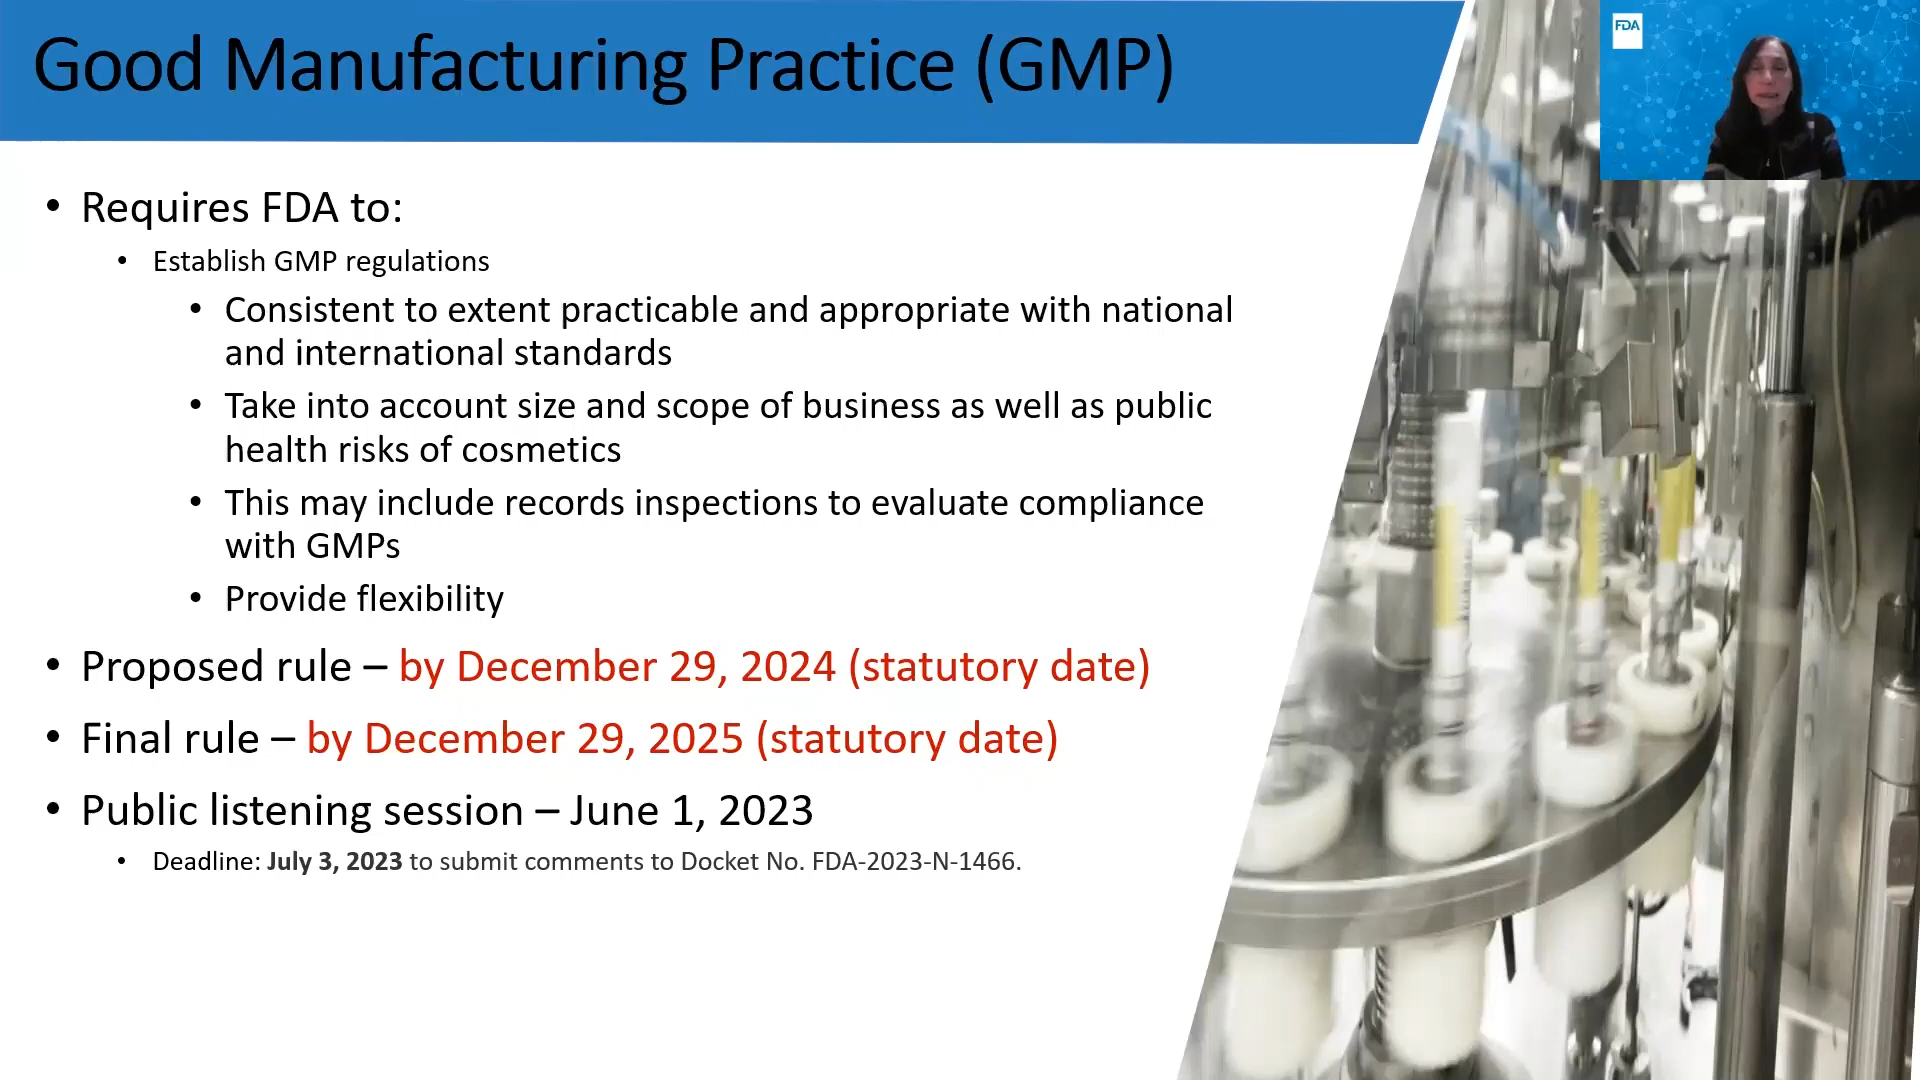 Good Manufacturing Practice (GMP)
FDA
• Requires FDA to:
• Establish GMP regulations
• Consistent to extent practicable and appropriate with national
and international standards
• Take into account size and scope of business as well as public
health risks of cosmetics
• This may include records inspections to evaluate compliance
with GMPs
• Provide flexibility
• Proposed rule – by December 29, 2024 (statutory date)
• Final rule – by December 29, 2025 (statutory date)
• Public listening session – June 1, 2023
• Deadline: July 3, 2023 to submit comments to Docket No. FDA-2023-N-1466.